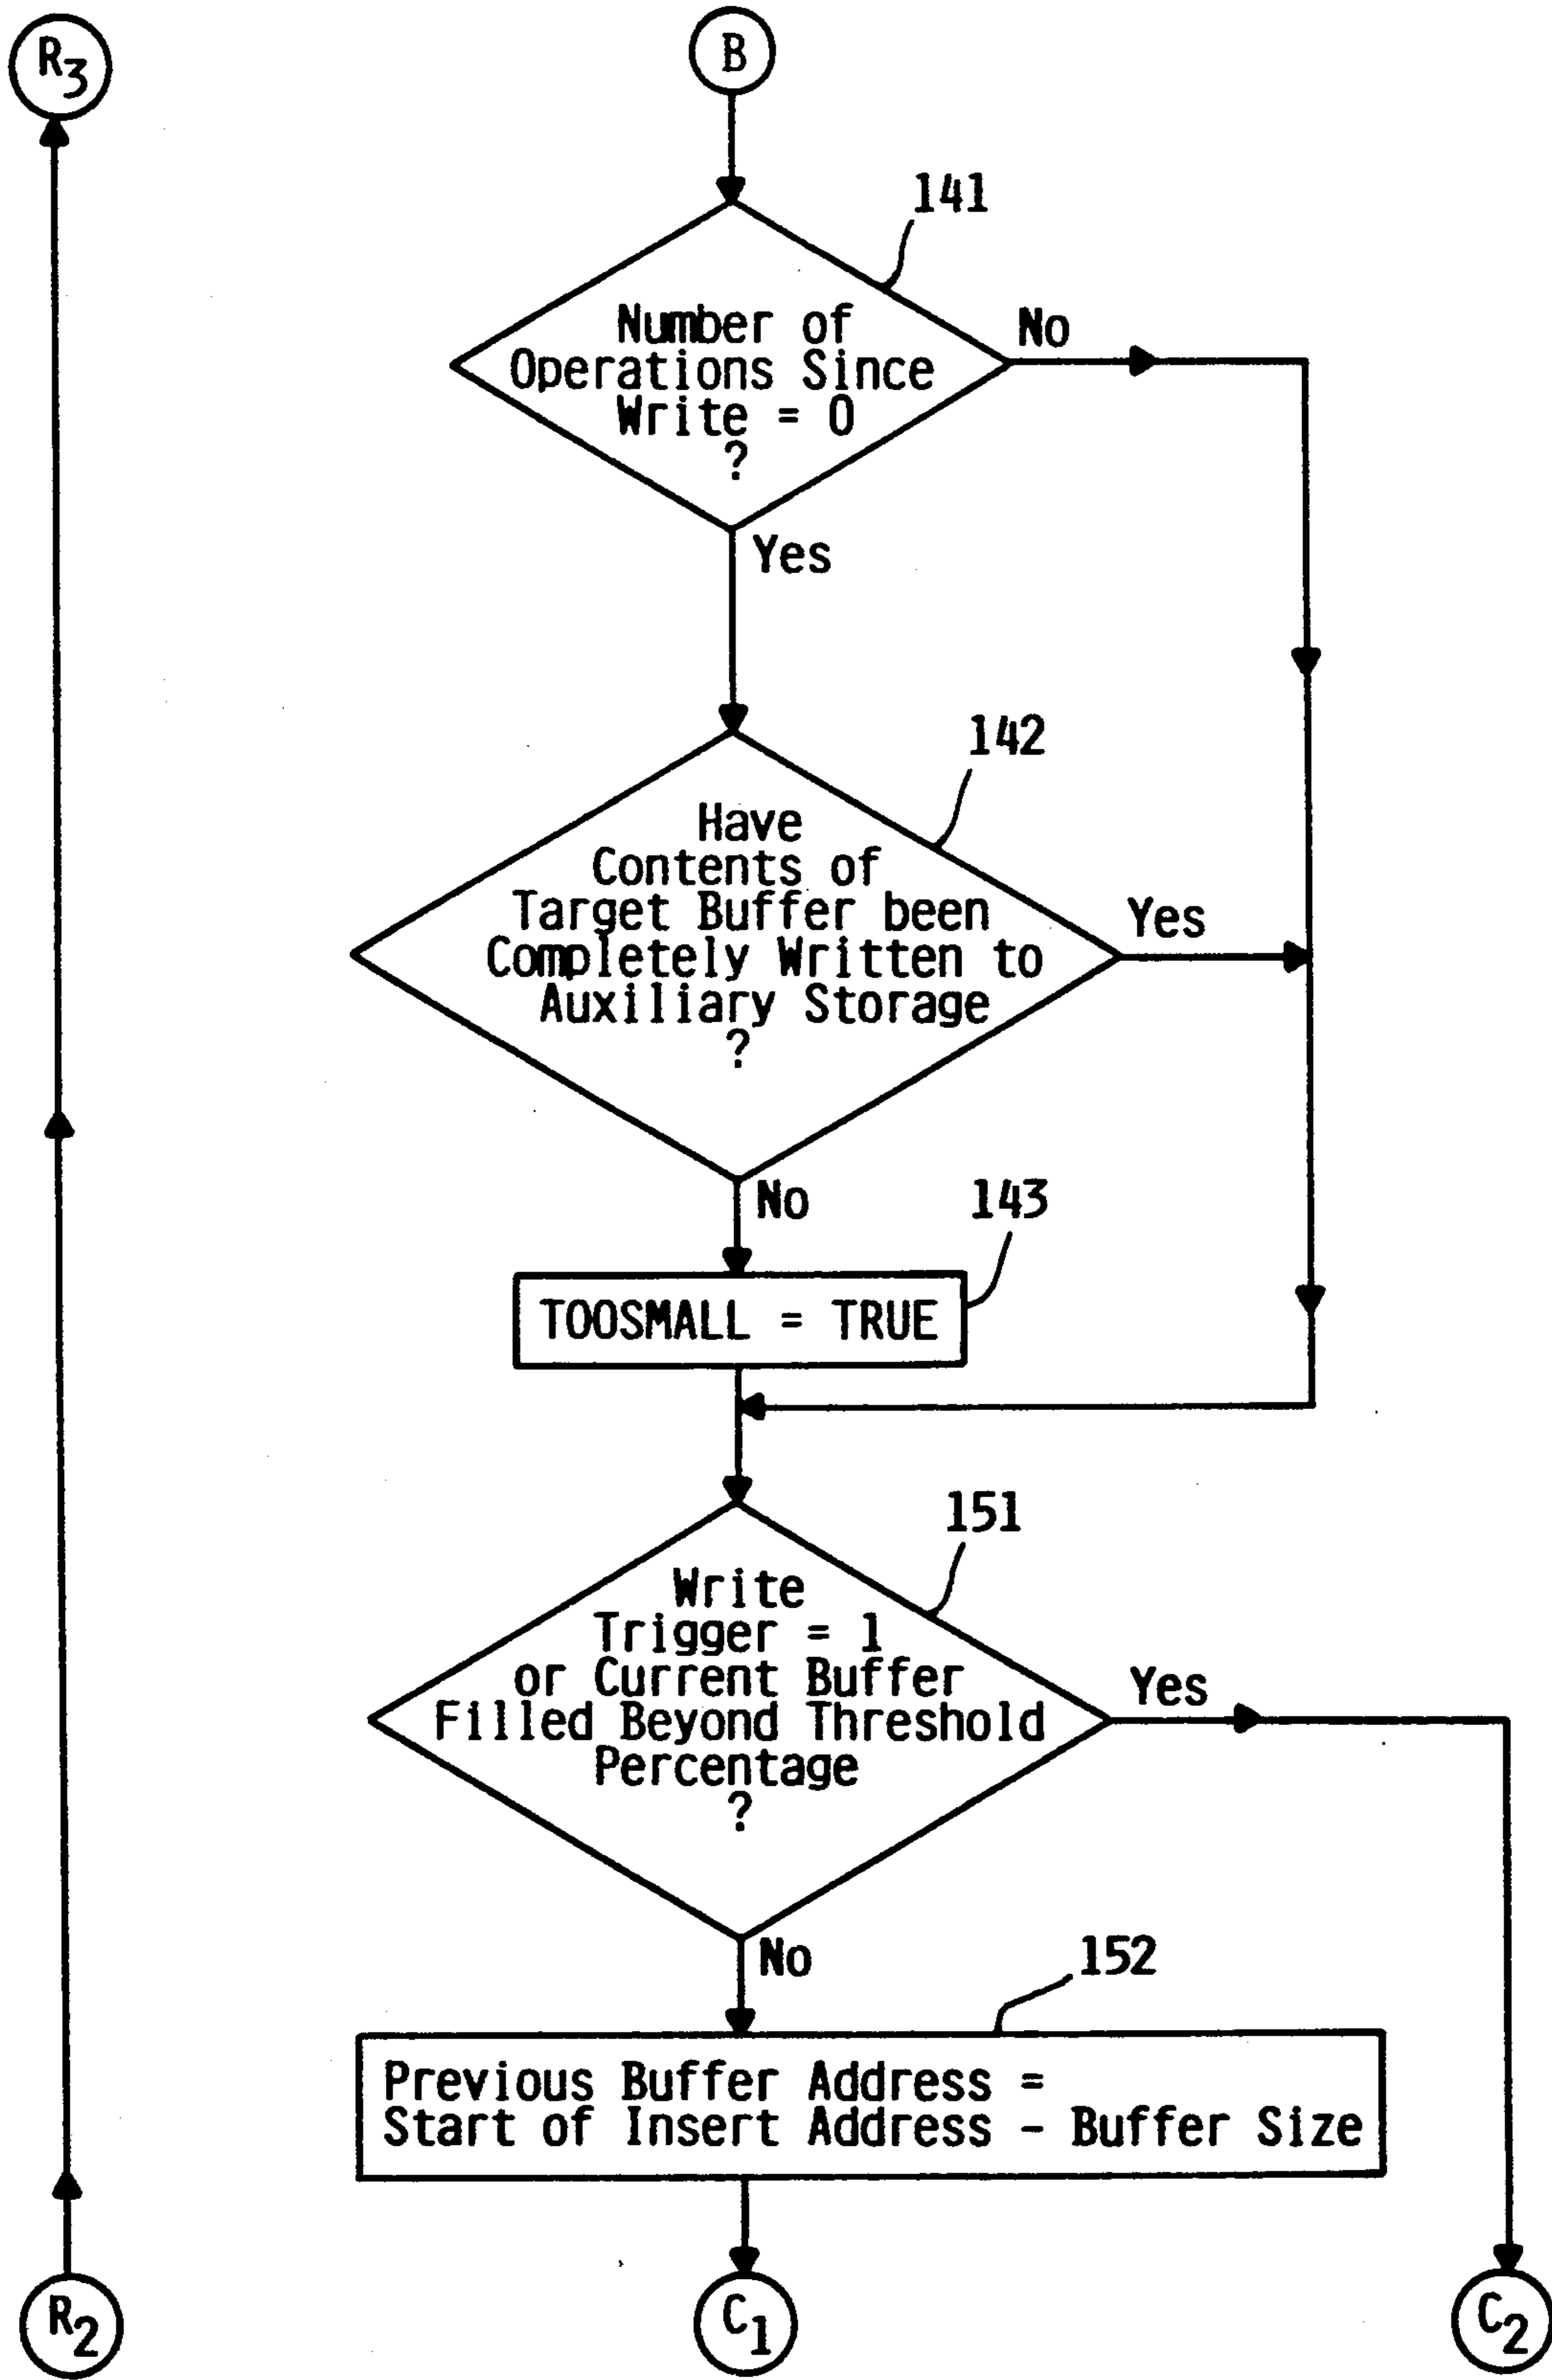 R3
B
141
Number of
Operations Since
Write = 0
?
No
Yes
142
Have
Contents of
Target Buffer been
Completely Written to
Auxiliary Storage
?
Yes
No
143
TOOSMALL = TRUE
151
Write
Trigger = 1
or Current Buffer
Filled Beyond Threshold
Percentage
?
Yes
No
152
Previous Buffer Address =
Start of Insert Address - Buffer Size
R2
C1
C2